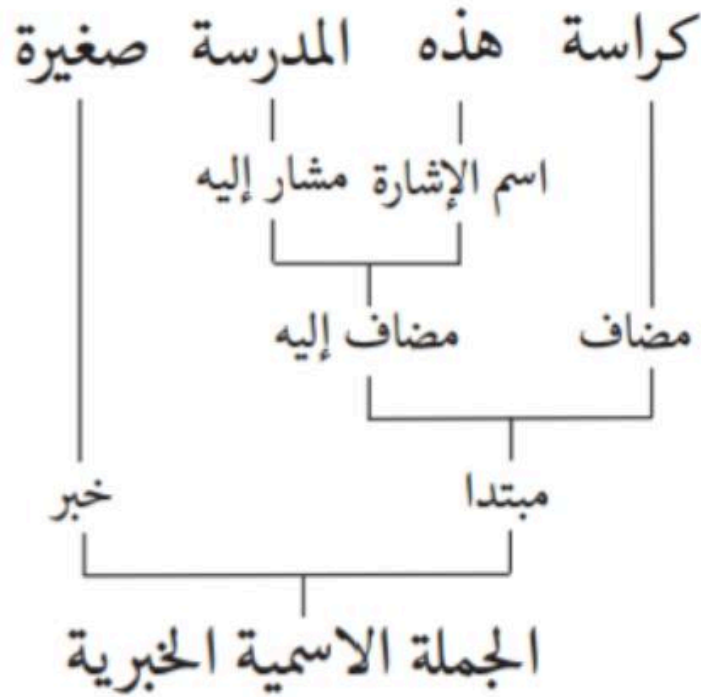 كراسة هذه المدرسة صغيرة
اسم الإشارة مشار إليه
مضاف مضاف إليه
مبتدا خبر
الجملة الاسمية الخبرية